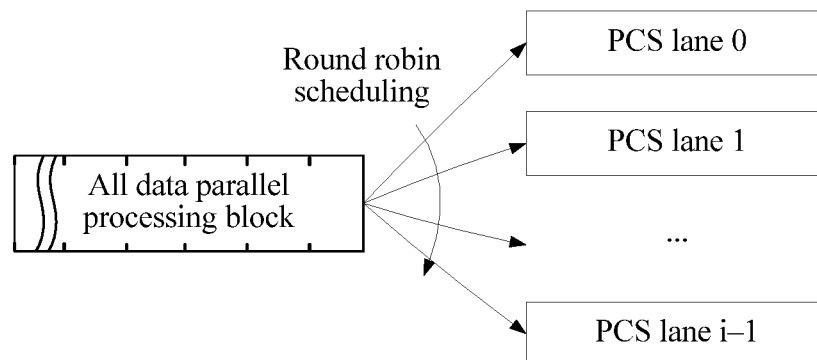 Round robin
scheduling
All data parallel
processing block
PCS lane 0
PCS lane 1
...
PCS lane i–1